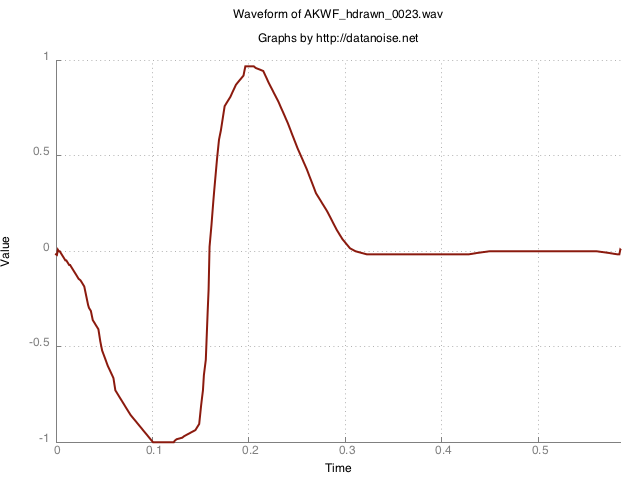 Waveform of AKWF_hdrawn_0023.wav
Graphs by http://datanoise.net
1
0.5
0
-0.5
-1
Value
0 0.1 0.2 0.3 0.4 0.5
Time